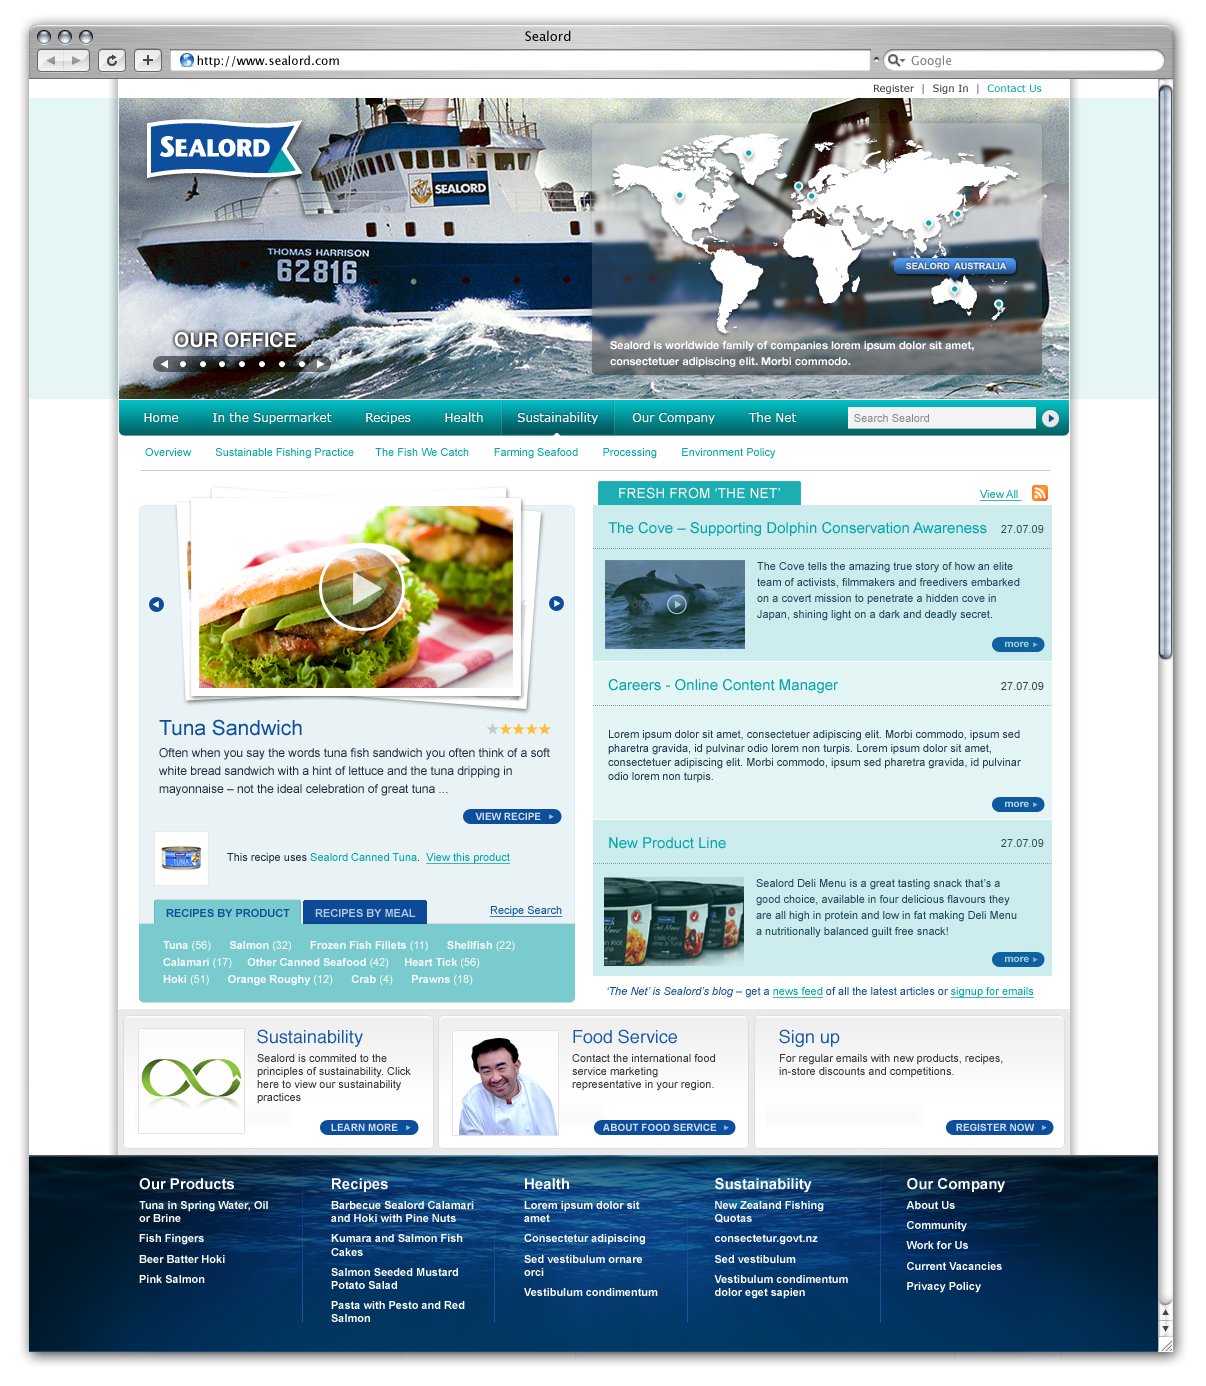 Sealord
http://www.sealord.com
Google
Register | Sign In | Contact Us
SEALORD
SEALORD
THOMAS HARRISON
62816
SEALORD AUSTRALIA
OUR OFFICE
Sealord is worldwide family of companies lorem ipsum dolor sit amet,
consectetuer adipiscing elit. Morbi commodo.
Home In the Supermarket Recipes Health Sustainability Our Company The Net Search Sealord
Overview Sustainable Fishing Practice The Fish We Catch Farming Seafood Processing Environment Policy
Tuna Sandwich
Often when you say the words tuna fish sandwich you often think of a soft
white bread sandwich with a hint of lettuce and the tuna dripping in
mayonnaise – not the ideal celebration of great tuna ...
VIEW RECIPE
TUNA
This recipe uses Sealord Canned Tuna. View this product
RECIPES BY PRODUCT RECIPES BY MEAL Recipe Search
Tuna (56) Salmon (32) Frozen Fish Fillets (11) Shellfish (22)
Calamari (17) Other Canned Seafood (42) Heart Tick (56)
Hoki (51) Orange Roughy (12) Crab (4) Prawns (18)
FRESH FROM ‘THE NET’ View All
The Cove – Supporting Dolphin Conservation Awareness 27.07.09
The Cove tells the amazing true story of how an elite
team of activists, filmmakers and freedivers embarked
on a covert mission to penetrate a hidden cove in
Japan, shining light on a dark and deadly secret.
more
Careers - Online Content Manager 27.07.09
Lorem ipsum dolor sit amet, consectetuer adipiscing elit. Morbi commodo, ipsum sed
pharetra gravida, id pulvinar odio lorem non turpis. Lorem ipsum dolor sit amet,
consectetuer adipiscing elit. Morbi commodo, ipsum sed pharetra gravida, id pulvinar
odio lorem non turpis.
more
New Product Line 27.07.09
Sealord Deli Menu is a great tasting snack that’s a
good choice, available in four delicious flavours they
are all high in protein and low in fat making Deli Menu
a nutritionally balanced guilt free snack!
more
‘The Net’ is Sealord’s blog – get a news feed of all the latest articles or signup for emails
Sustainability
Sealord is commited to the
principles of sustainability. Click
here to view our sustainability
practices
LEARN MORE
Food Service
Contact the international food
service marketing
representative in your region.
ABOUT FOOD SERVICE
Sign up
For regular emails with new products, recipes,
in-store discounts and competitions.
REGISTER NOW
Our Products
Tuna in Spring Water, Oil
or Brine
Fish Fingers
Beer Batter Hoki
Pink Salmon
Recipes
Barbecue Sealord Calamari
and Hoki with Pine Nuts
Kumara and Salmon Fish
Cakes
Salmon Seeded Mustard
Potato Salad
Pasta with Pesto and Red
Salmon
Health
Lorem ipsum dolor sit
amet
Consectetur adipiscing
Sed vestibulum ornare
orci
Vestibulum condimentum
Sustainability
New Zealand Fishing
Quotas
consectetur.govt.nz
Sed vestibulum
Vestibulum condimentum
dolor eget sapien
Our Company
About Us
Community
Work for Us
Current Vacancies
Privacy Policy